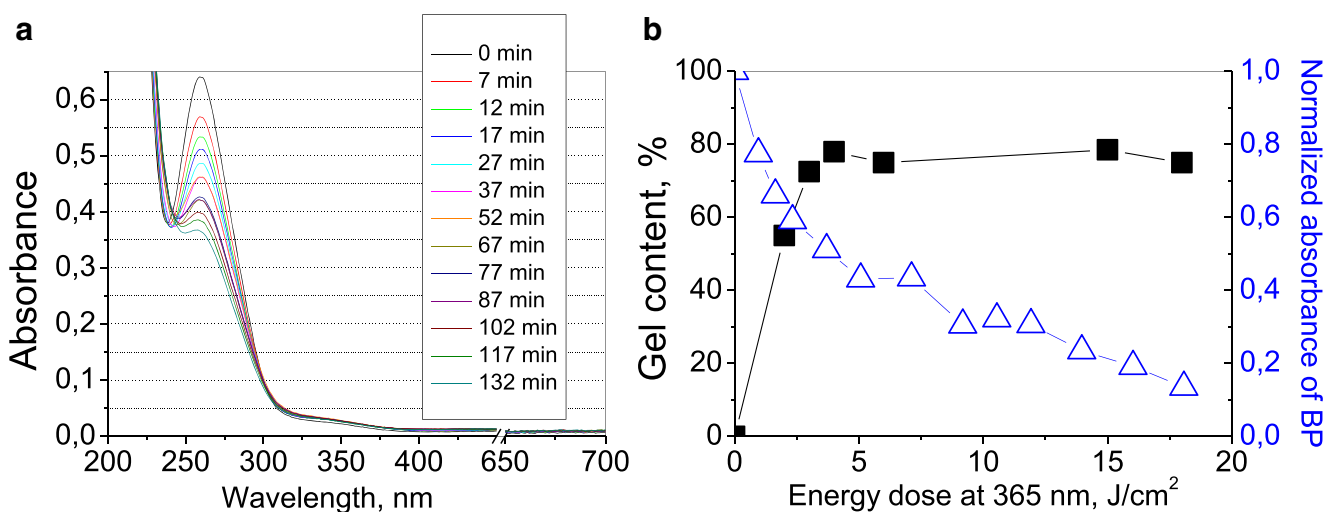 a
Absorbance
0,6
0,5
0,4
0,3
0,2
0,1
0,0
200
250
300
350
400
650
700
Wavelength, nm
0 min
7 min
12 min
17 min
27 min
37 min
52 min
67 min
77 min
87 min
102 min
117 min
132 min
b
Gel content, %
100
80
60
40
20
0
0
5
10
15
20
Energy dose at 365 nm, J/cm²
1,0
0,8
0,6
0,4
0,2
0,0
Normalized absorbance of BP